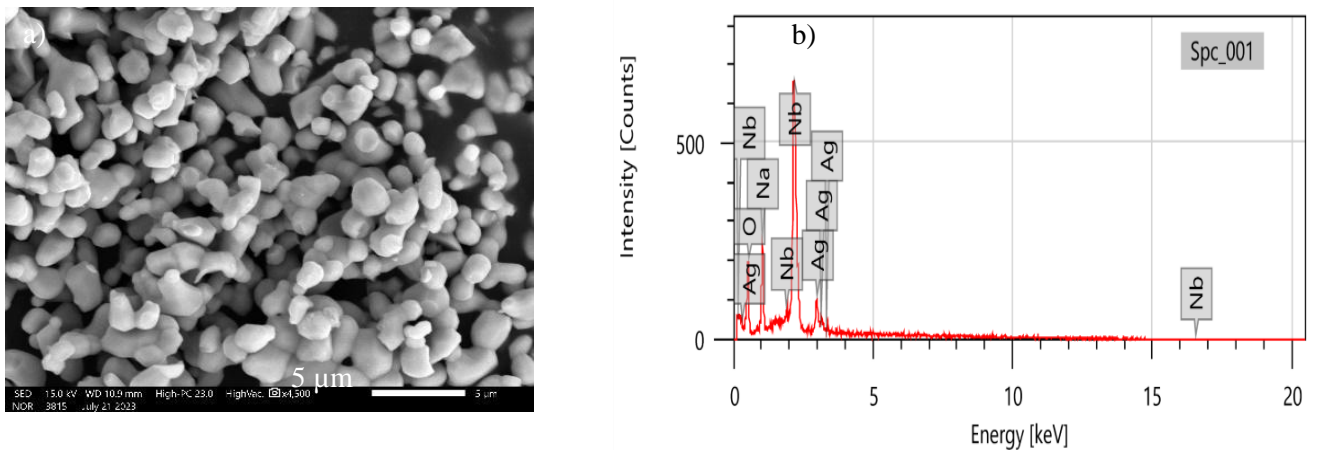 a)
5 μm
SED 15.0 kV WD 10.9 mm High-PC 23.0 HighVac. x4,500 5 μm
NOR 3815 July 21 2023
b)
Spc_001
Intensity [Counts]
500
0
Nb
Na
O
Ag
Nb
Nb
Ag
Ag
Ag
Nb
0 5 10 15 20
Energy [keV]